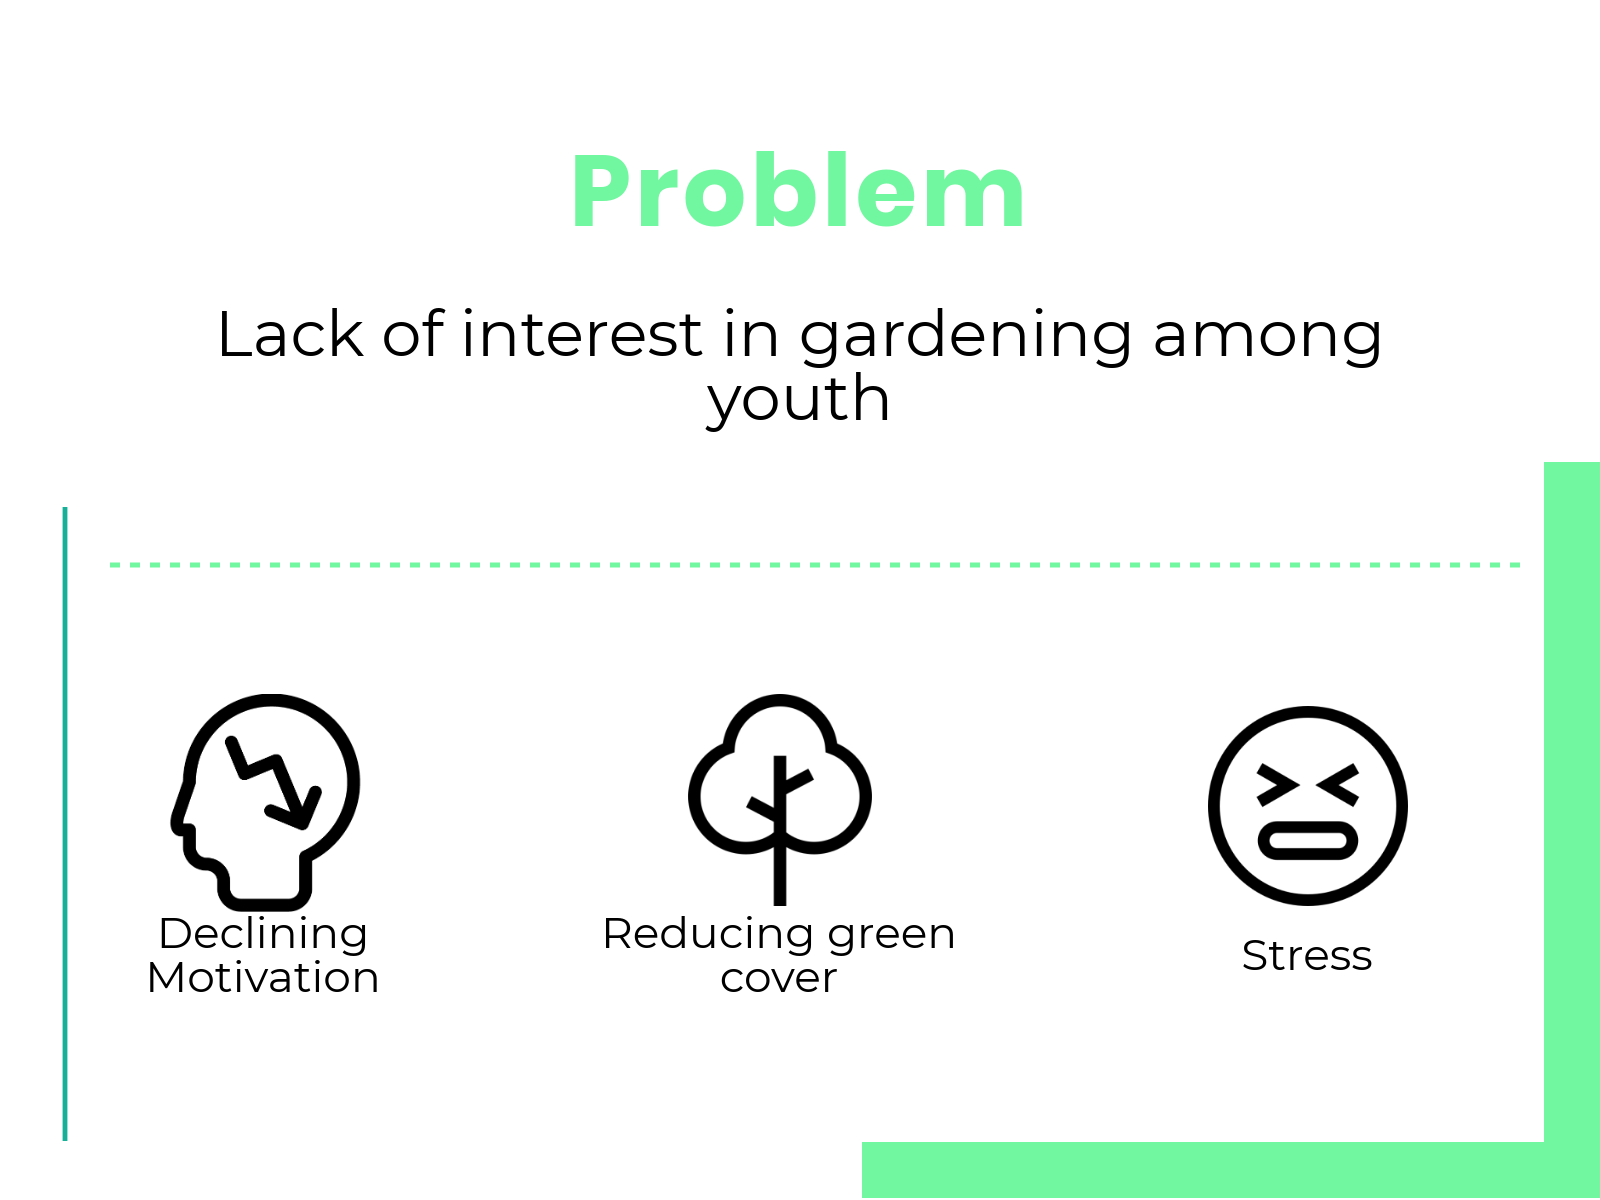 Problem
Lack of interest in gardening among
youth
Declining
Motivation
Reducing green
cover
Stress